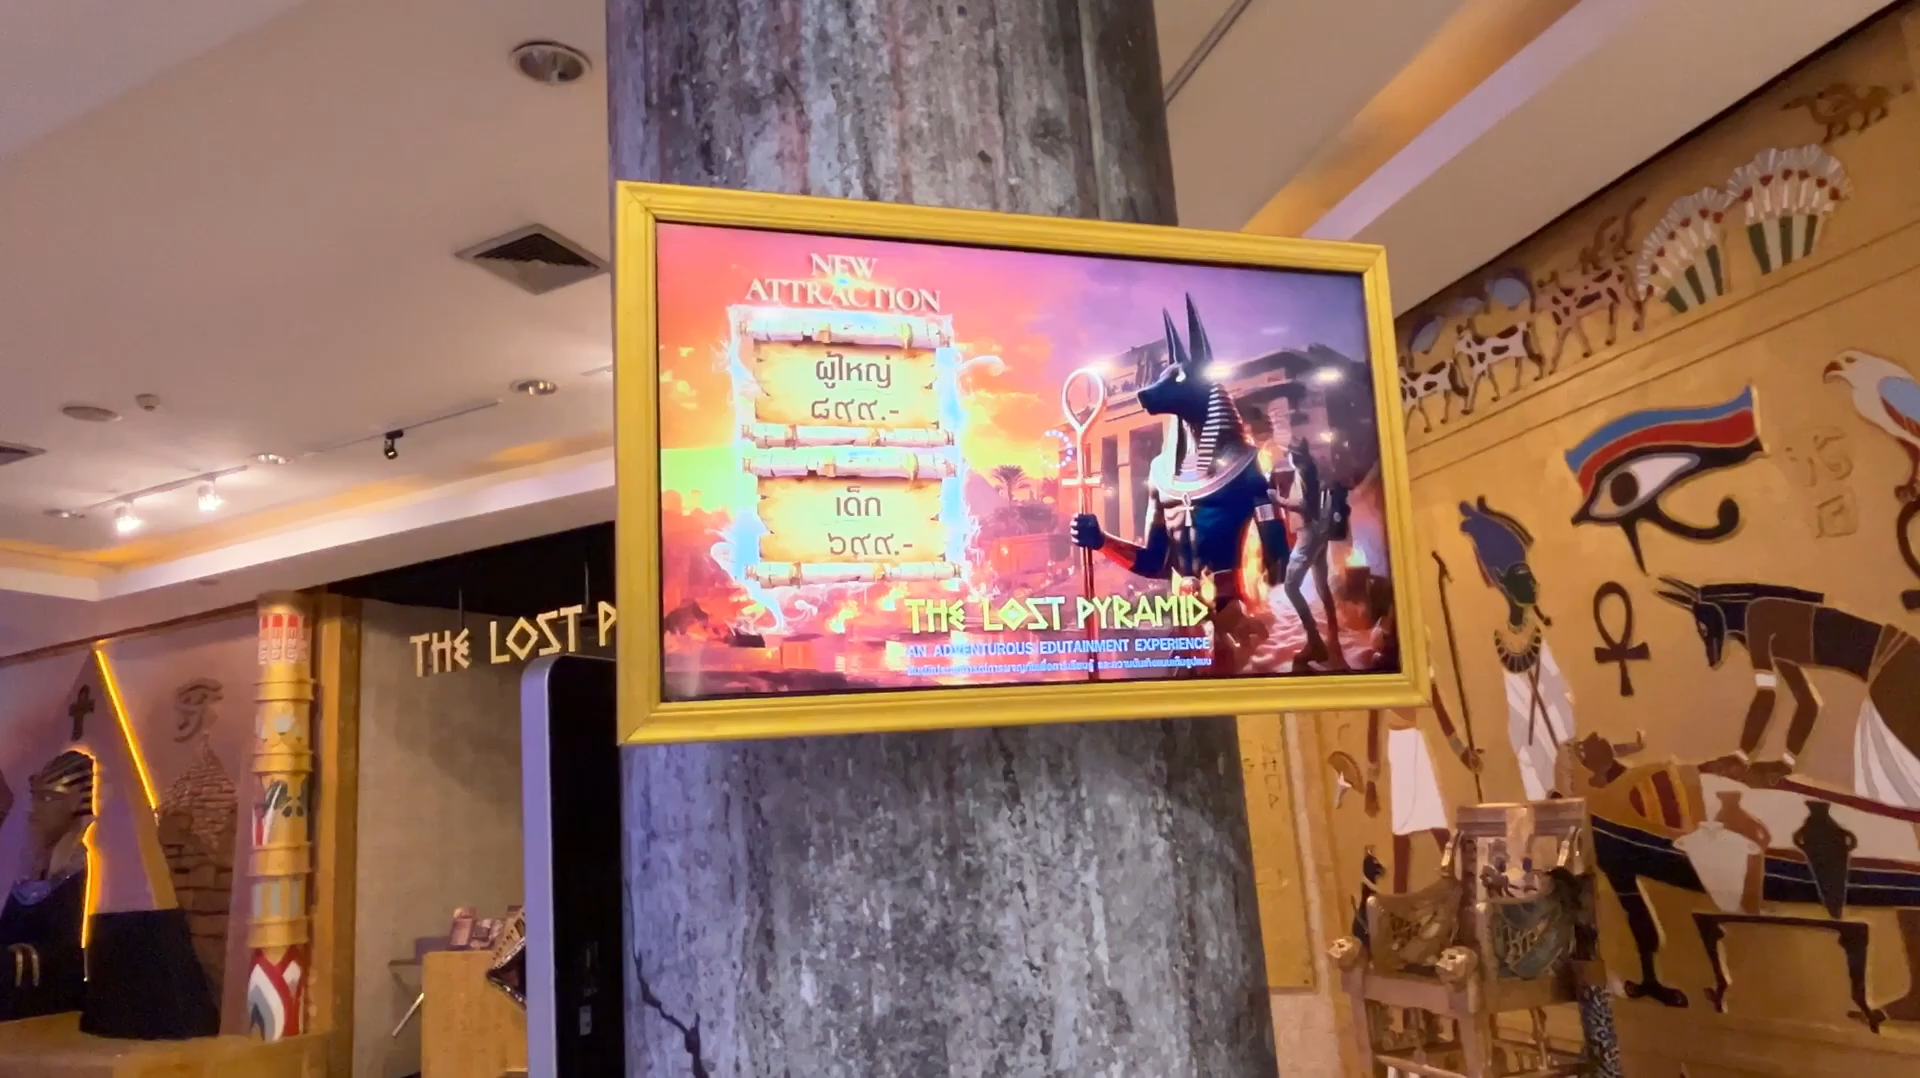 NEW
ATTRACTION
ผู้ใหญ่
๘๙๙.-
เด็ก
๖๙๙.-
THE LOST PYRAMID
AN ADVENTUROUS EDUTAINMENT EXPERIENCE
THE LOST P